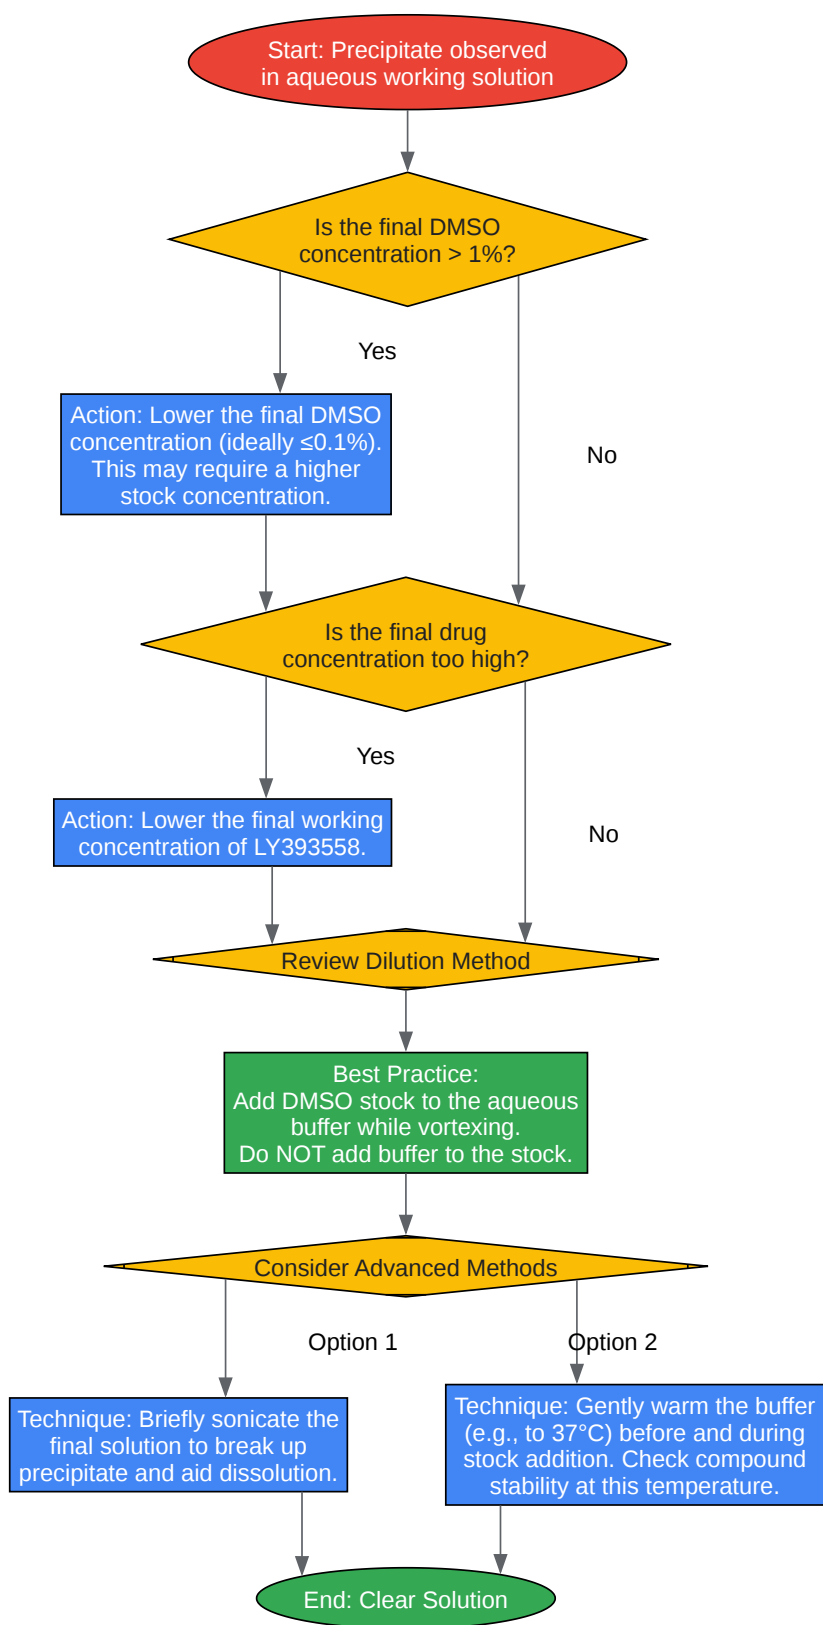 Start: Precipitate observed
in aqueous working solution
Is the final DMSO
concentration > 1%?
Yes
Action: Lower the final DMSO
concentration (ideally ≤0.1%).
This may require a higher
stock concentration.
No
Is the final drug
concentration too high?
Yes
Action: Lower the final working
concentration of LY393558.
No
Review Dilution Method
Best Practice:
Add DMSO stock to the aqueous
buffer while vortexing.
Do NOT add buffer to the stock.
Consider Advanced Methods
Option 1
Option 2
Technique: Briefly sonicate the
final solution to break up
precipitate and aid dissolution.
Technique: Gently warm the buffer
(e.g., to 37°C) before and during
stock addition. Check compound
stability at this temperature.
End: Clear Solution